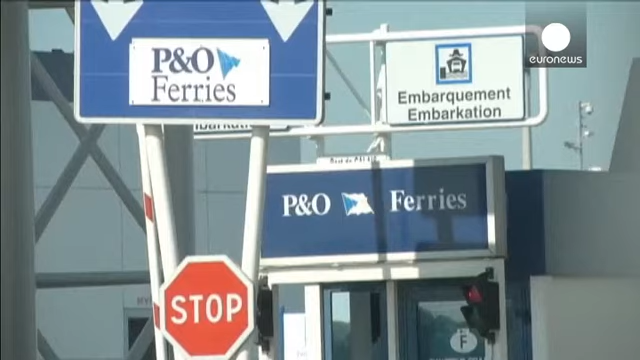 P&O
Ferries
Embarquement
Embarkation
euronews
P&O Ferries
STOP
F